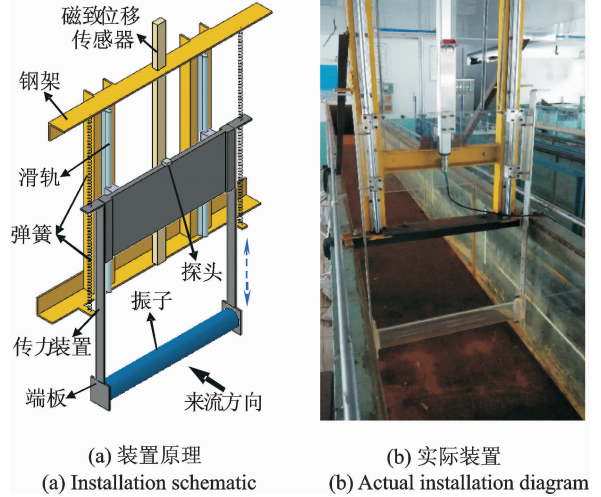 磁致位移
传感器
钢架
滑轨
弹簧
探头
振子
传力装置
端板
来流方向
(a) 装置原理
(a) Installation schematic
(b) 实际装置
(b) Actual installation diagram